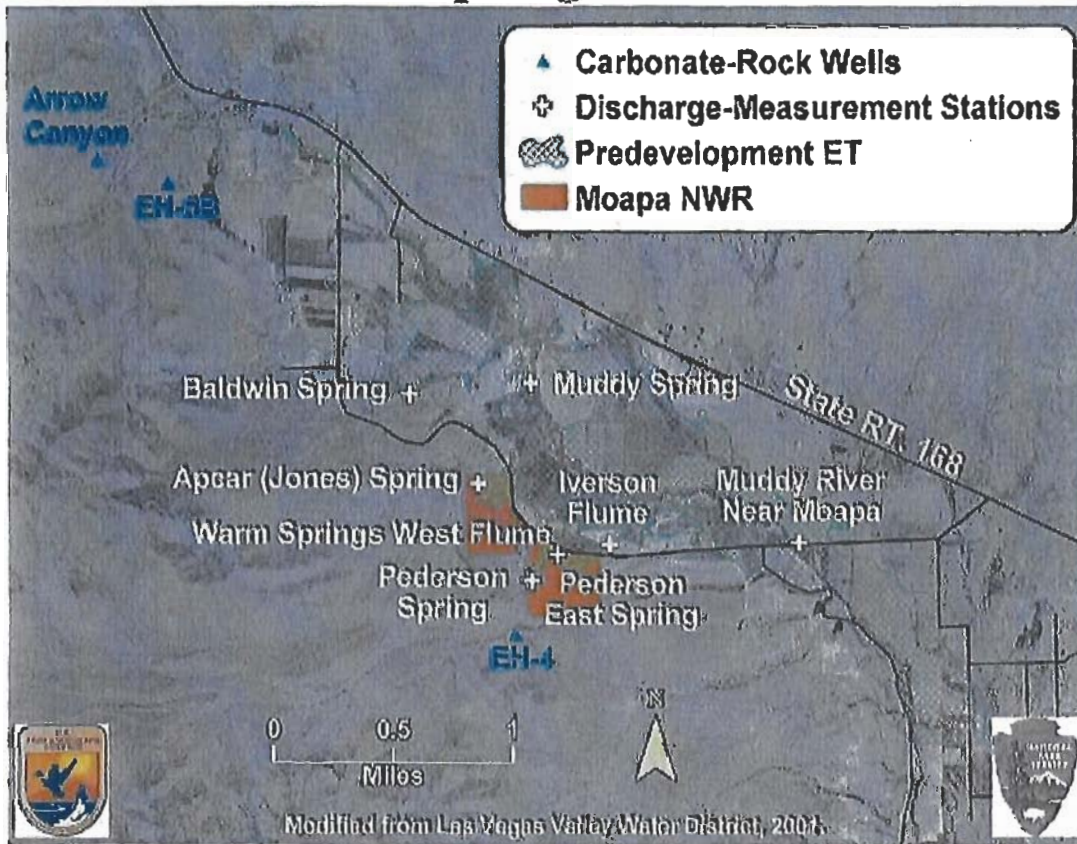 Carbonate-Rock Wells
Discharge-Measurement Stations
Predevelopment ET
Moapa NWR
Arrow
Canyon
Baldwin Spring
Muddy Spring
State RT. 168
Apcar (Jones) Spring
Iverson
Flume
Muddy River
Near Moapa
Warm Springs West Flume
Pederson
Spring
Pederson
East Spring
EH-4
N
0 0.5 1
Miles
Modified from Las Vegas Valley Water District, 2001